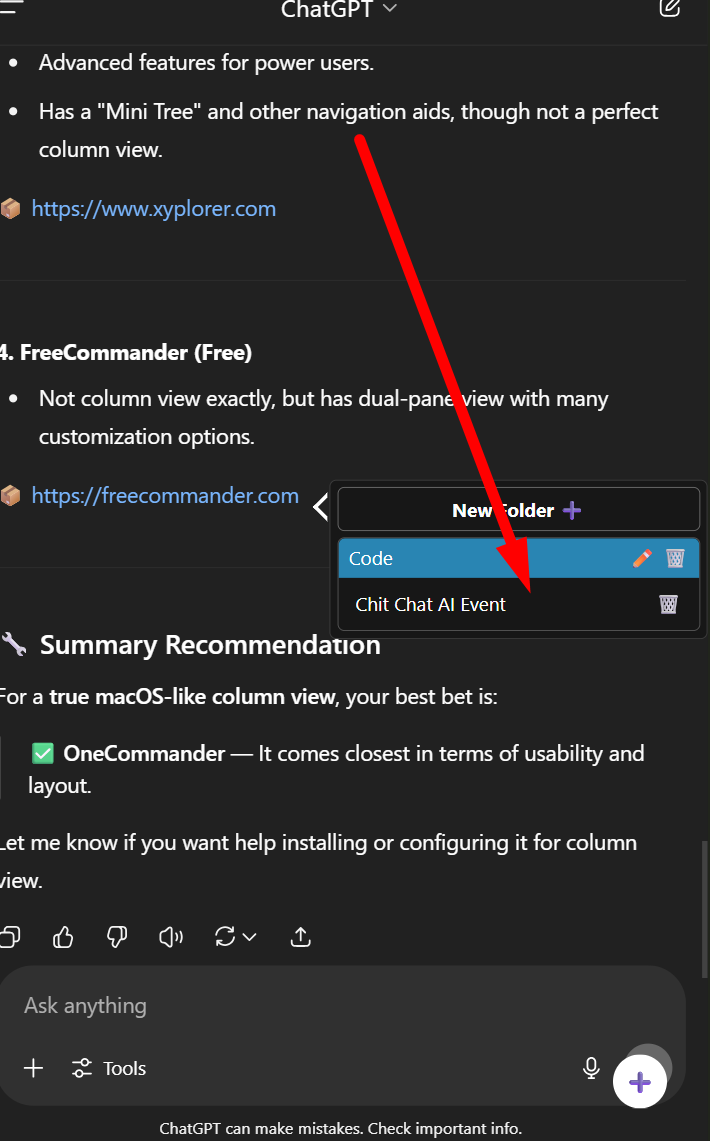 ChatGPT
Advanced features for power users.
Has a "Mini Tree" and other navigation aids, though not a perfect
column view.
https://www.xyplorer.com
4. FreeCommander (Free)
Not column view exactly, but has dual-pane view with many
customization options.
https://freecommander.com
New Folder
Code
Chit Chat AI Event
Summary Recommendation
For a true macOS-like column view, your best bet is:
OneCommander — It comes closest in terms of usability and
layout.
Let me know if you want help installing or configuring it for column
view.
Ask anything
Tools
ChatGPT can make mistakes. Check important info.